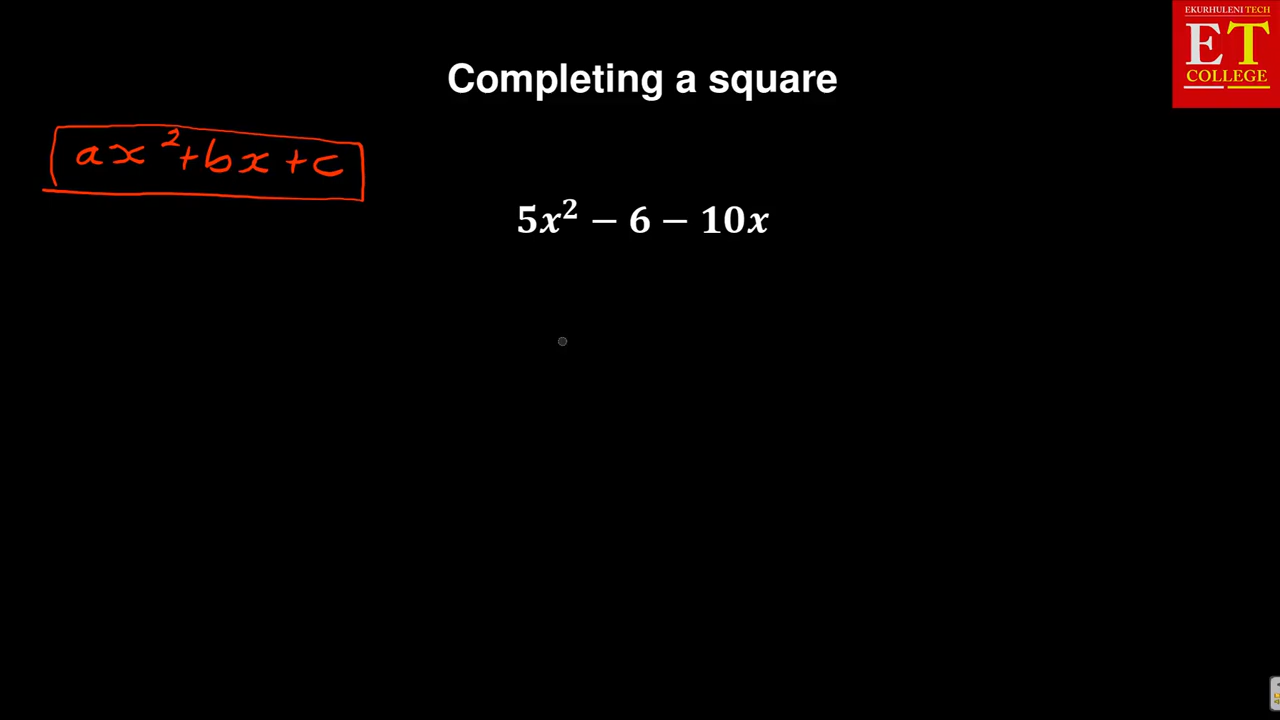 EKURHULENI TECH
ET
COLLEGE
Completing a square
ax²+bx+c
5x² − 6 − 10x